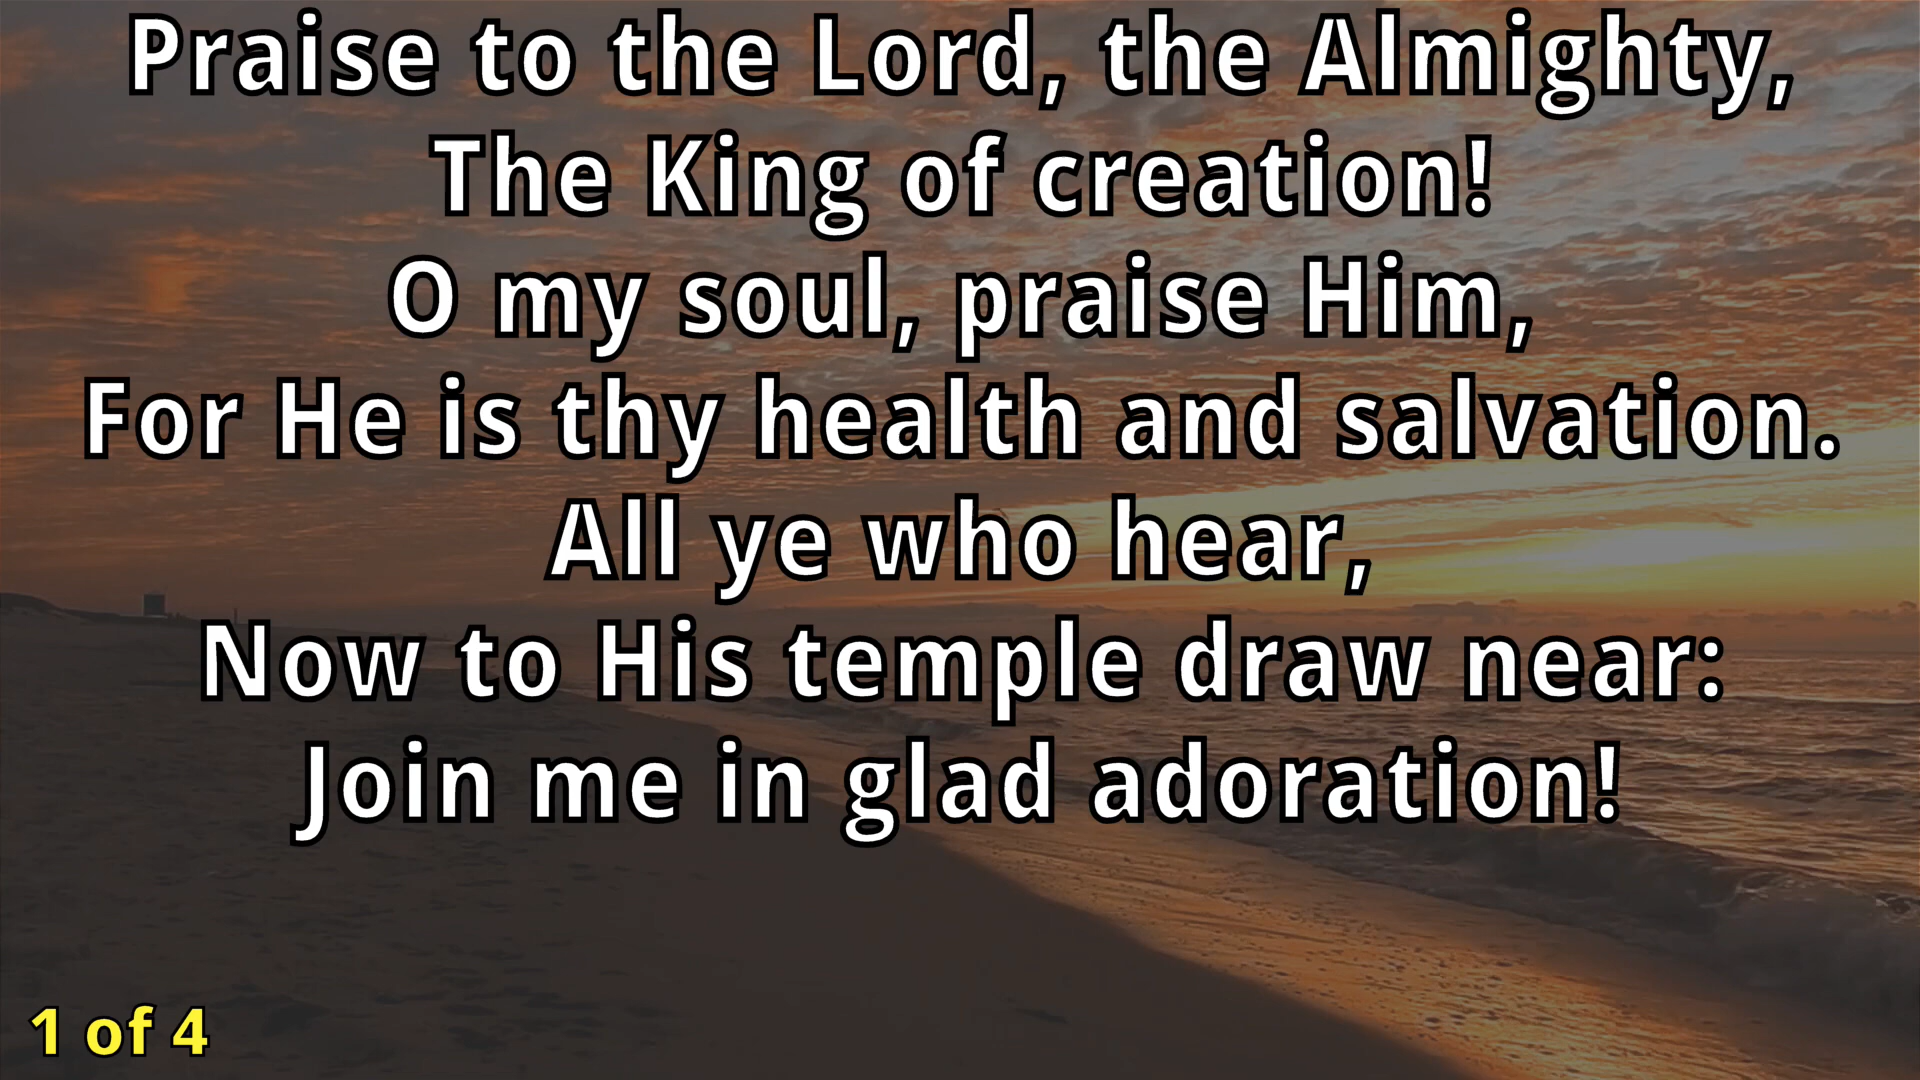 Praise to the Lord, the Almighty,
The King of creation!
O my soul, praise Him,
For He is thy health and salvation.
All ye who hear,
Now to His temple draw near:
Join me in glad adoration!
1 of 4